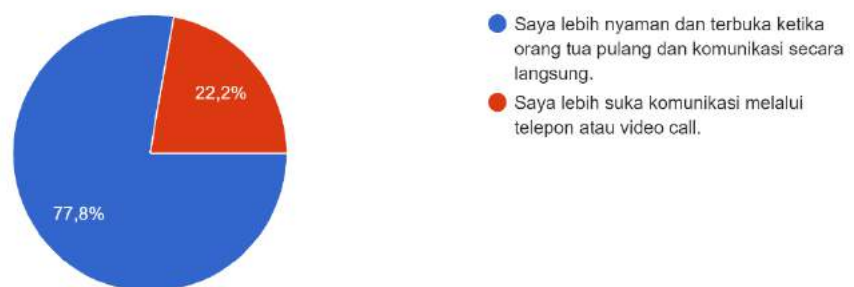 Saya lebih nyaman dan terbuka ketika
orang tua pulang dan komunikasi secara
langsung.
Saya lebih suka komunikasi melalui
telepon atau video call.
22,2%
77,8%